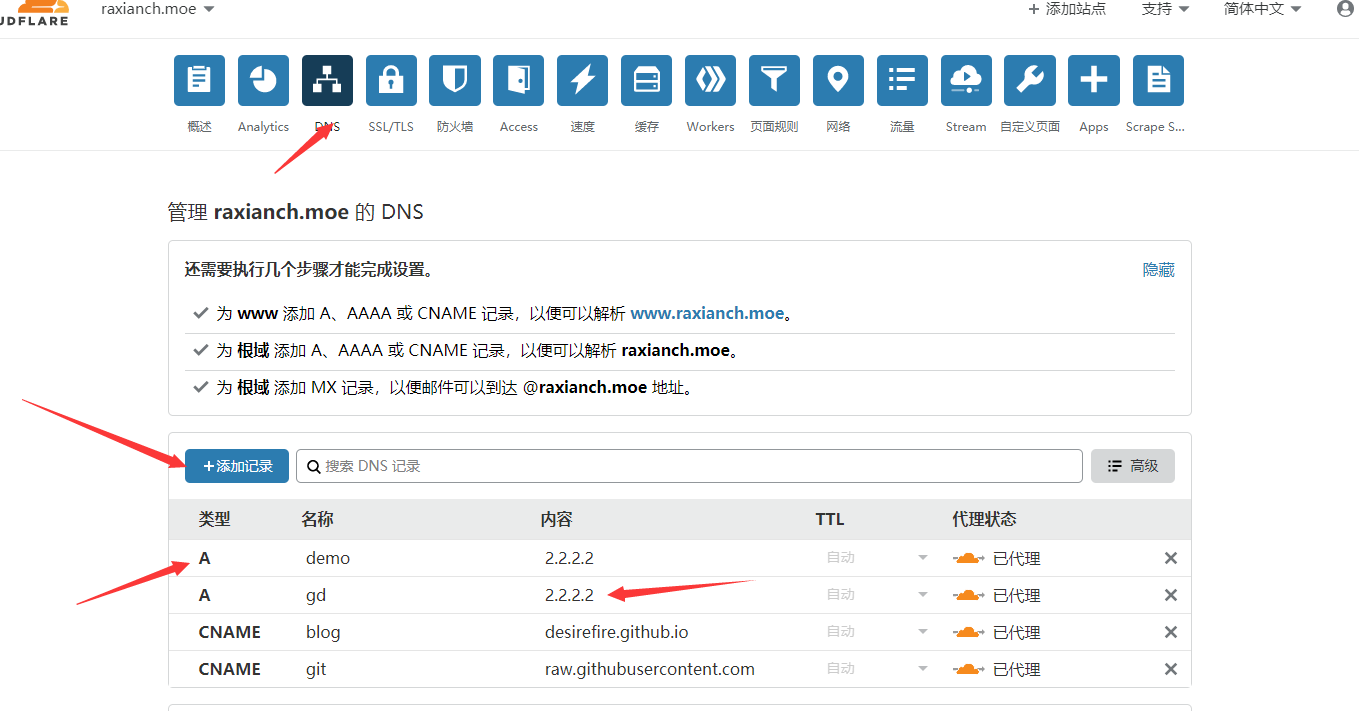 raxianch.moe
+ 添加站点 支持 简体中文
UDFLARE
概述 Analytics DNS SSL/TLS 防火墙 Access 速度 缓存 Workers 页面规则 网络 流量 Stream 自定义页面 Apps Scrape S...
管理 raxianch.moe 的 DNS
还需要执行几个步骤才能完成设置。 隐藏
为 www 添加 A、AAAA 或 CNAME 记录，以便可以解析 www.raxianch.moe。
为 根域 添加 A、AAAA 或 CNAME 记录，以便可以解析 raxianch.moe。
为 根域 添加 MX 记录，以便邮件可以到达 @raxianch.moe 地址。
+添加记录 搜索 DNS 记录 高级
类型 名称 内容 TTL 代理状态
A demo 2.2.2.2 自动 已代理
A gd 2.2.2.2 自动 已代理
CNAME blog desirefire.github.io 自动 已代理
CNAME git raw.githubusercontent.com 自动 已代理